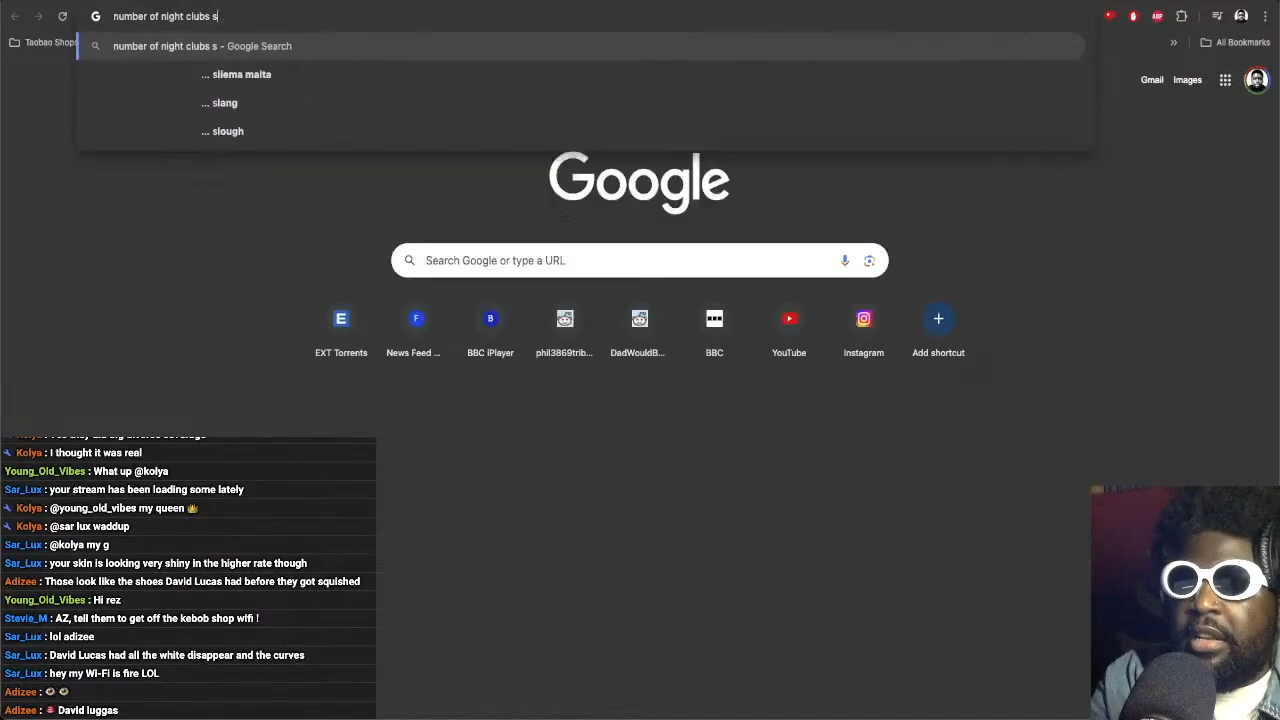 number of night clubs s
Taobao Shops
All Bookmarks
number of night clubs s - Google Search
... sliema malta
... slang
... slough
Gmail
Images
Google
Search Google or type a URL
EXT Torrents
News Feed ...
BBC iPlayer
phil3869trib...
DadWouldB...
BBC
YouTube
Instagram
Add shortcut
Kolya : I thought it was real
Young_Old_Vibes : What up @kolya
Sar_Lux : your stream has been loading some lately
Kolya : @young_old_vibes my queen 👑
Kolya : @sar lux waddup
Sar_Lux : @kolya my g
Sar_Lux : your skin is looking very shiny in the higher rate though
Adizee : Those look like the shoes David Lucas had before they got squished
Young_Old_Vibes : Hi rez
Stevie_M : AZ, tell them to get off the kebob shop wifi !
Sar_Lux : lol adizee
Sar_Lux : David Lucas had all the white disappear and the curves
Sar_Lux : hey my Wi-Fi is fire LOL
Adizee :
Adizee : David luggas